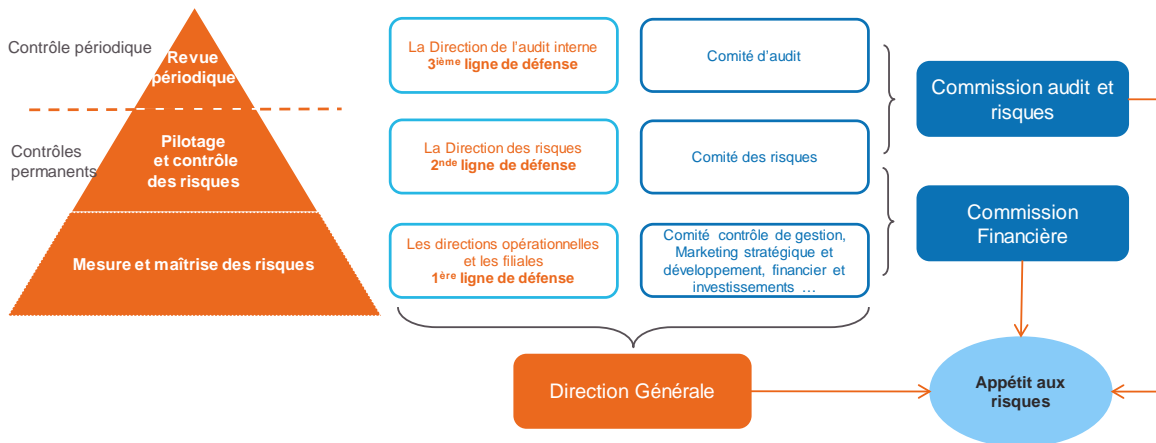 Contrôle périodique
Revue
périodique
Contrôles
permanents
Pilotage
et contrôle
des risques
Mesure et maîtrise des risques
La Direction de l'audit interne
3ième ligne de défense
Comité d'audit
La Direction des risques
2nde ligne de défense
Comité des risques
Les directions opérationnelles
et les filiales
1ère ligne de défense
Comité contrôle de gestion,
Marketing stratégique et
développement, financier et
investissements …
Commission audit et
risques
Commission
Financière
Direction Générale
Appétit aux
risques